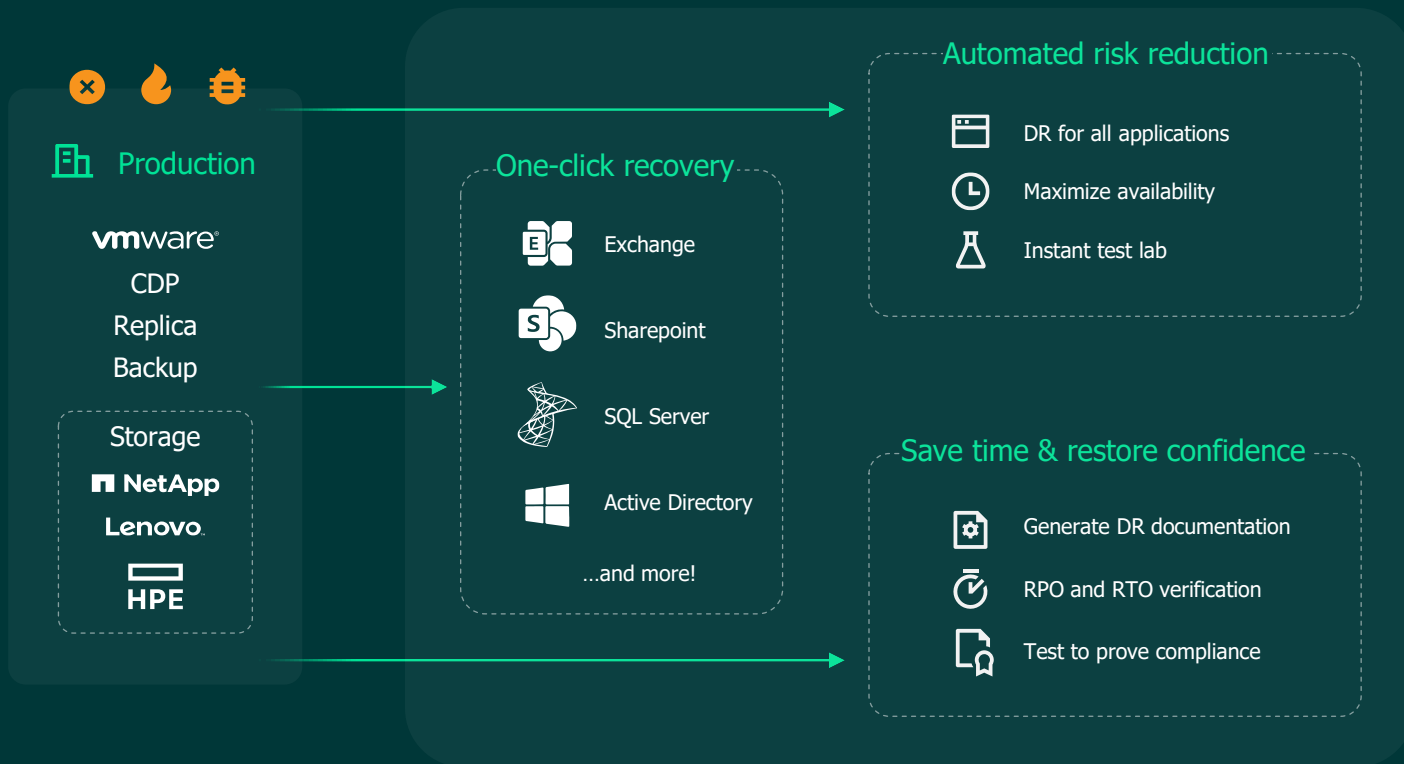 Production
vmware®
CDP
Replica
Backup
Storage
NetApp
Lenovo
HPE
One-click recovery
E
Exchange
S
Sharepoint
SQL Server
Active Directory
...and more!
Automated risk reduction
DR for all applications
Maximize availability
Instant test lab
Save time & restore confidence
Generate DR documentation
RPO and RTO verification
Test to prove compliance